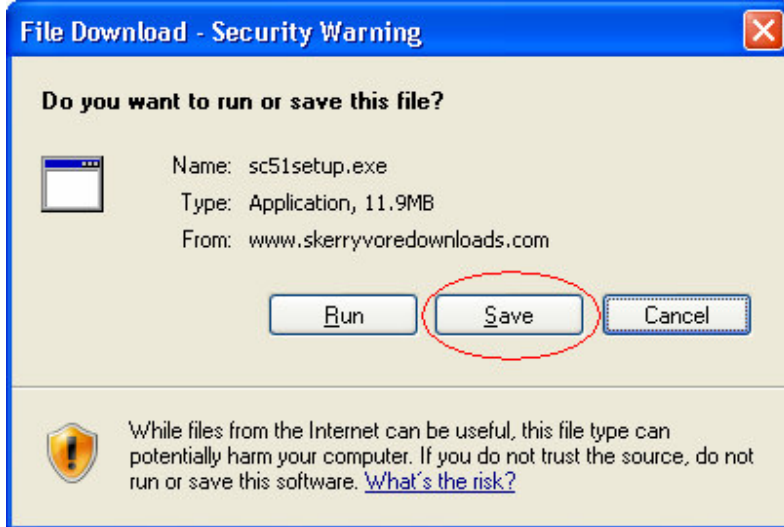 File Download - Security Warning
Do you want to run or save this file?
Name: sc51setup.exe
Type: Application, 11.9MB
From: www.skerryvoredownloads.com
Run Save Cancel
While files from the Internet can be useful, this file type can
potentially harm your computer. If you do not trust the source, do not
run or save this software. What's the risk?